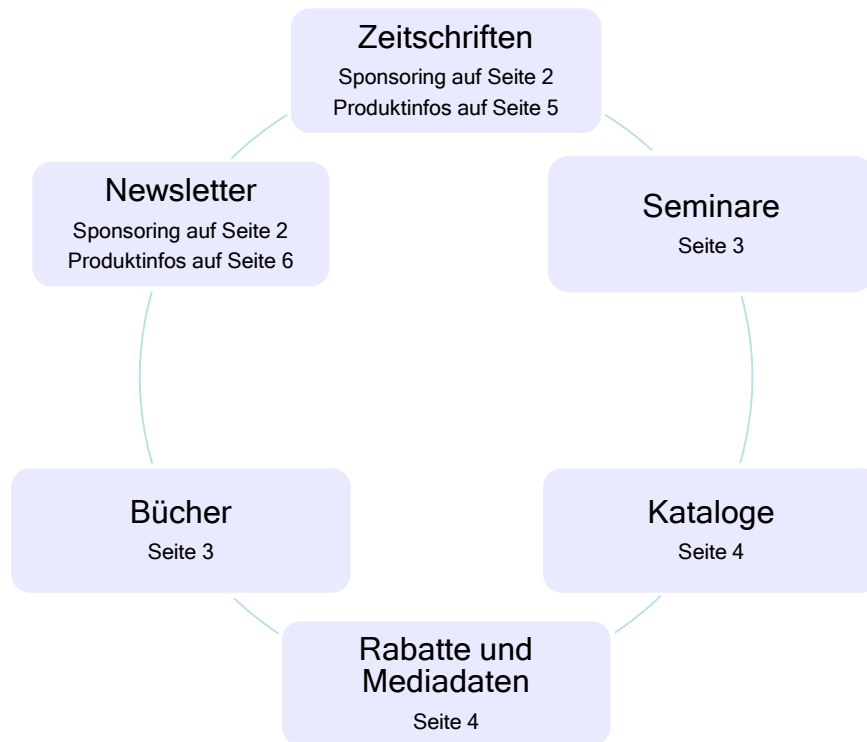 Zeitschriften
Sponsoring auf Seite 2
Produktinfos auf Seite 5
Seminare
Seite 3
Kataloge
Seite 4
Rabatte und
Mediadaten
Seite 4
Bücher
Seite 3
Newsletter
Sponsoring auf Seite 2
Produktinfos auf Seite 6